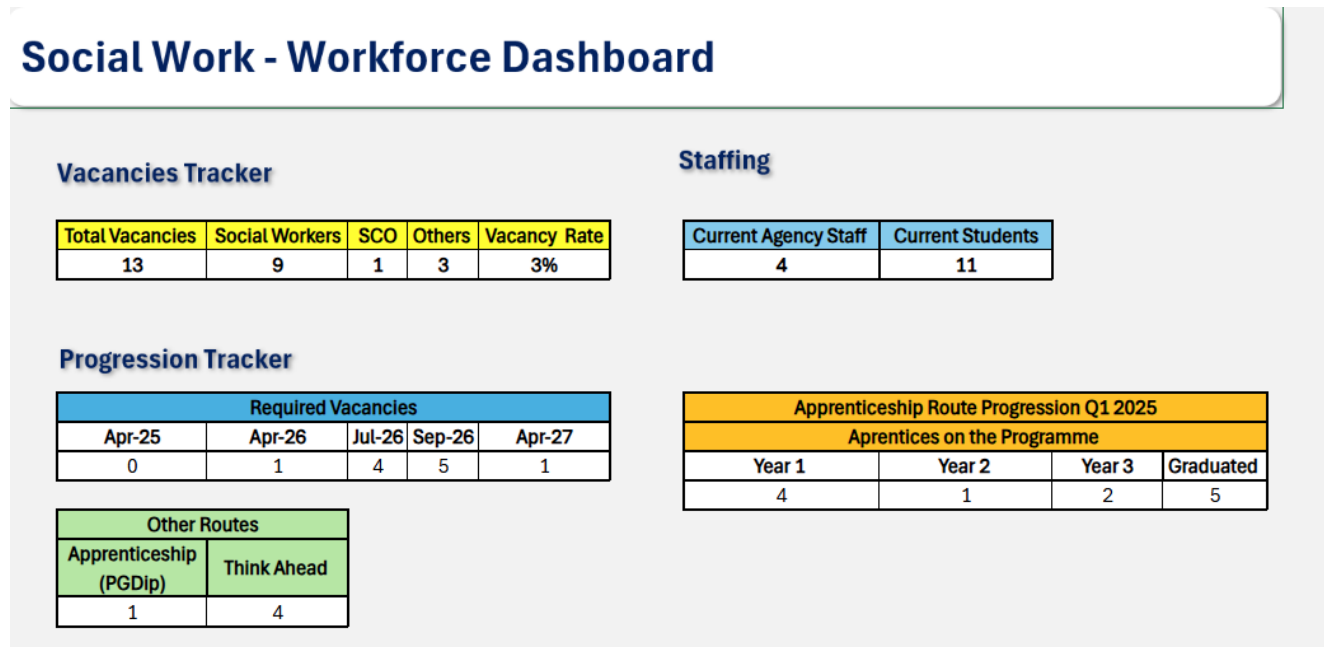 Social Work - Workforce Dashboard
Vacancies Tracker
Staffing
Total Vacancies Social Workers SCO Others Vacancy Rate
13 9 1 3 3%
Current Agency Staff Current Students
4 11
Progression Tracker
Required Vacancies
Apr-25 Apr-26 Jul-26 Sep-26 Apr-27
0 1 4 5 1
Apprenticeship Route Progression Q1 2025
Aprentices on the Programme
Year 1 Year 2 Year 3 Graduated
4 1 2 5
Other Routes
Apprenticeship
(PGDip)
Think Ahead
1 4